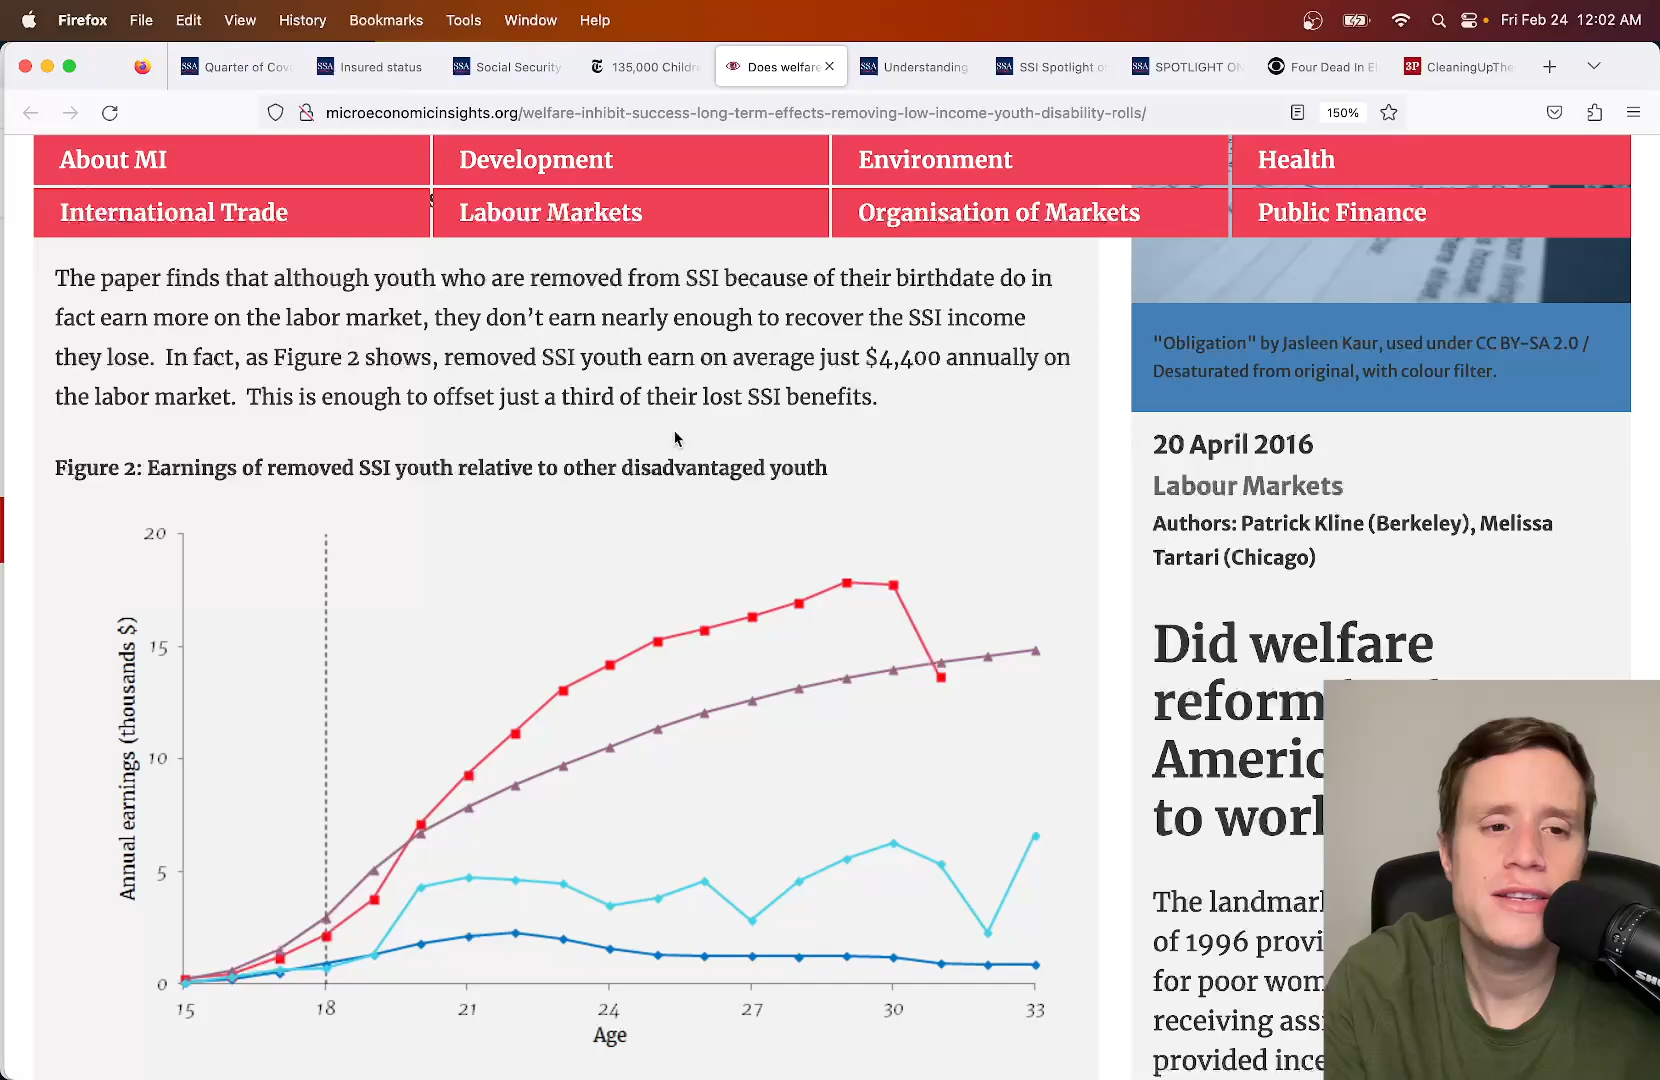 Firefox File Edit View History Bookmarks Tools Window Help Fri Feb 24 12:02 AM
Quarter of Cov Insured status Social Security 135,000 Childre Does welfare Understanding SSI Spotlight o SPOTLIGHT ON Four Dead In E CleaningUpThe
microeconomicinsights.org/welfare-inhibit-success-long-term-effects-removing-low-income-youth-disability-rolls/ 150%
About MI Development Environment Health
International Trade Labour Markets Organisation of Markets Public Finance
The paper finds that although youth who are removed from SSI because of their birthdate do in
fact earn more on the labor market, they don't earn nearly enough to recover the SSI income
they lose. In fact, as Figure 2 shows, removed SSI youth earn on average just $4,400 annually on
the labor market. This is enough to offset just a third of their lost SSI benefits.
Figure 2: Earnings of removed SSI youth relative to other disadvantaged youth
Annual earnings (thousands $)
20
15
10
5
0
15 18 21 24 27 30 33
Age
"Obligation" by Jasleen Kaur, used under CC BY-SA 2.0 /
Desaturated from original, with colour filter.
20 April 2016
Labour Markets
Authors: Patrick Kline (Berkeley), Melissa
Tartari (Chicago)
Did welfare
reform
Americ
to wor
The landmar
of 1996 provi
for poor wom
receiving ass
provided ince